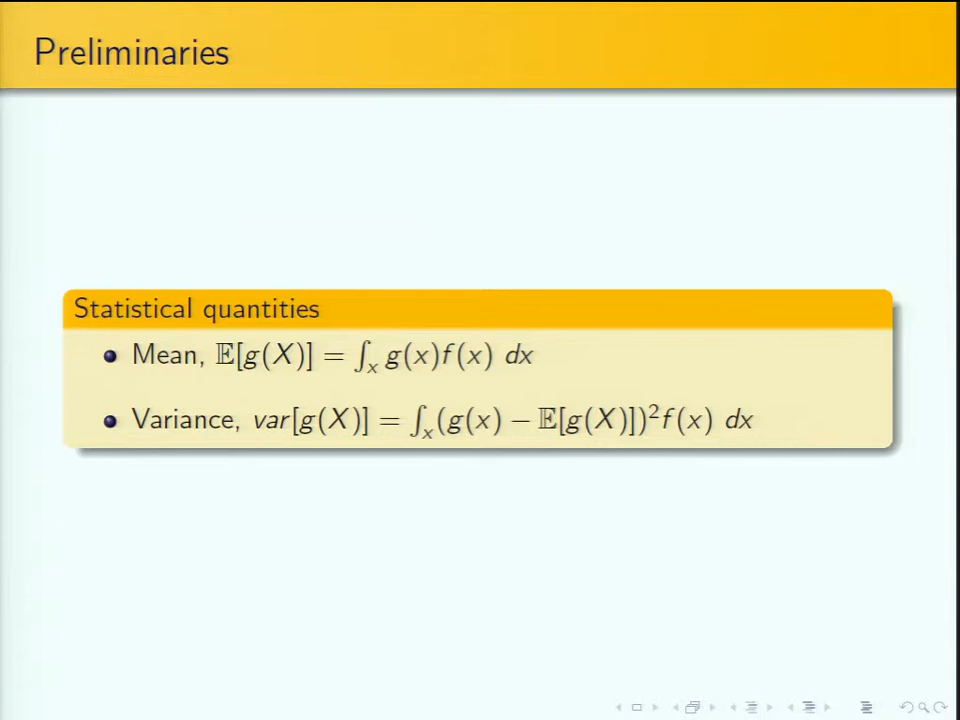 Preliminaries
Statistical quantities
• Mean, 𝔼[g(X)] = ∫ₓ g(x)f(x) dx
• Variance, var[g(X)] = ∫ₓ(g(x) − 𝔼[g(X)])²f(x) dx